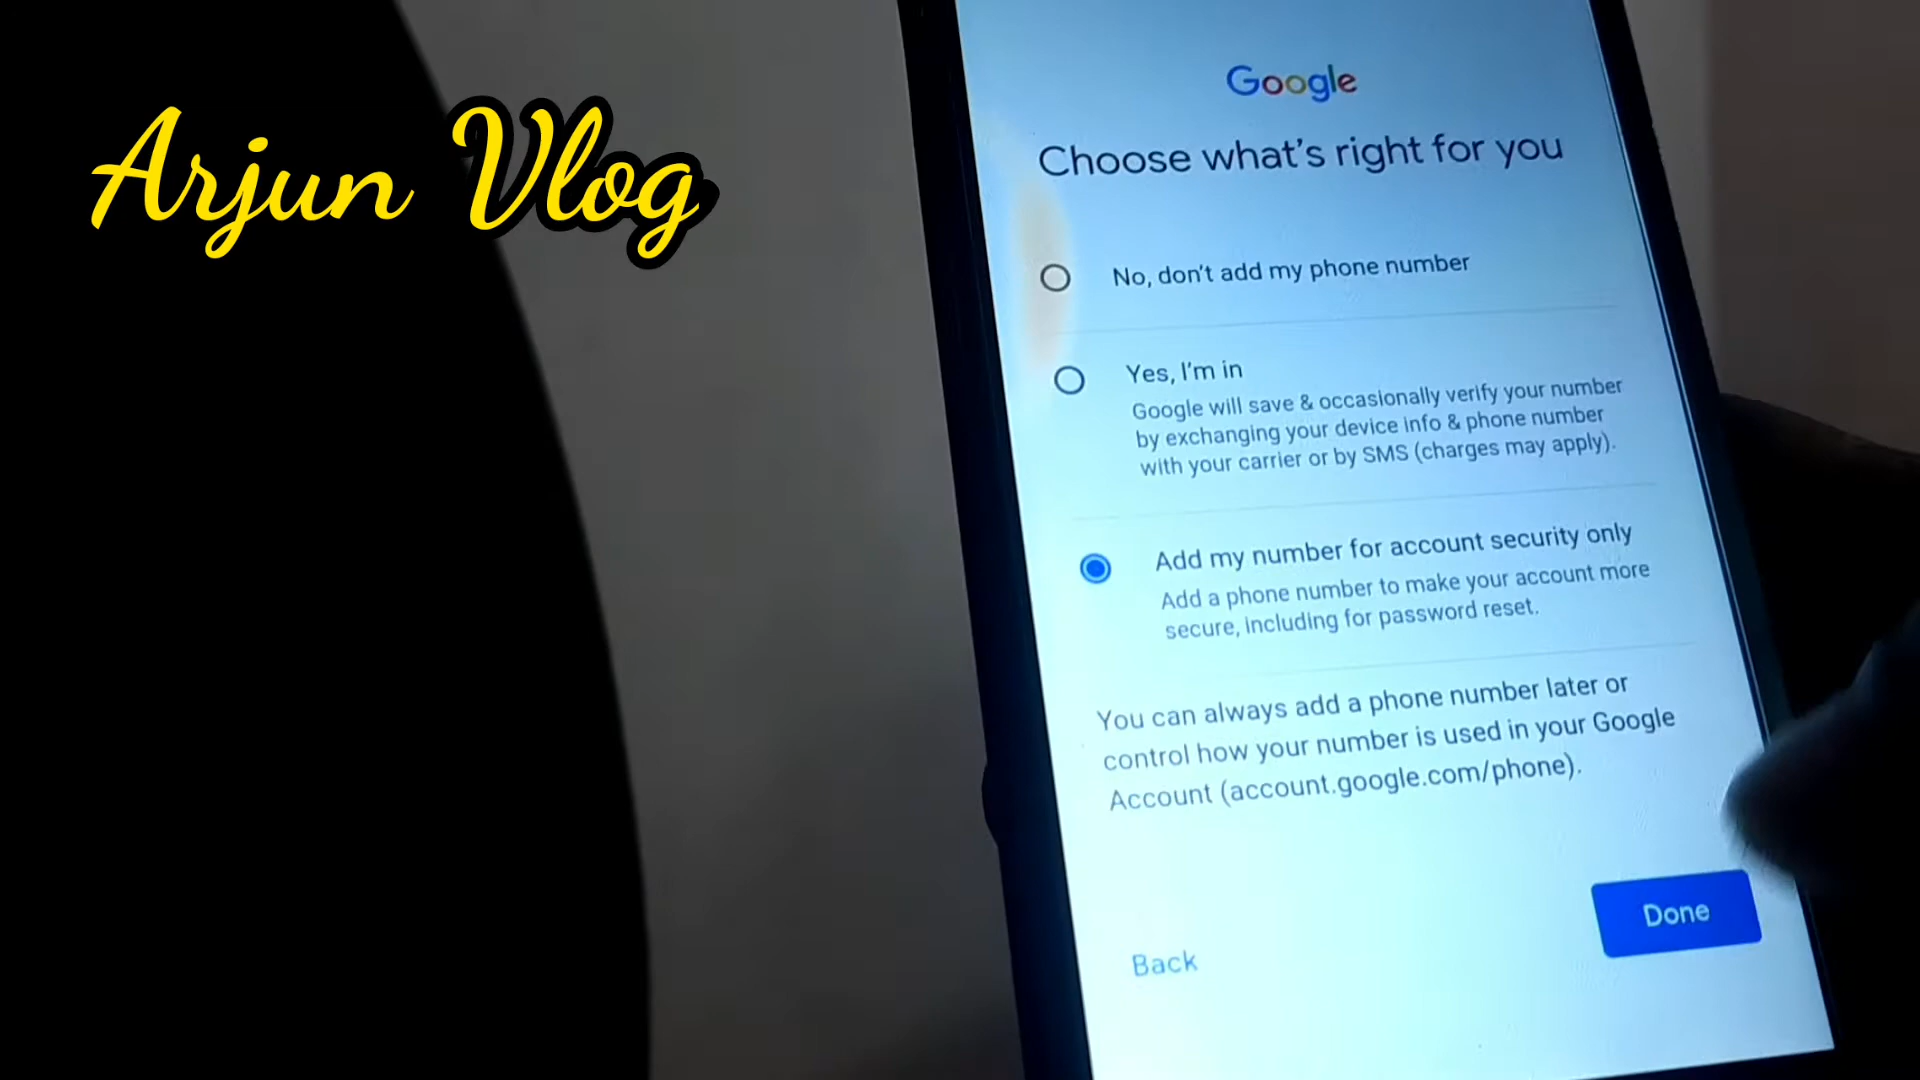 Arjun Vlog
Google
Choose what's right for you
No, don't add my phone number
Yes, I'm in
Google will save & occasionally verify your number
by exchanging your device info & phone number
with your carrier or by SMS (charges may apply).
Add my number for account security only
Add a phone number to make your account more
secure, including for password reset.
You can always add a phone number later or
control how your number is used in your Google
Account (account.google.com/phone).
Done
Back